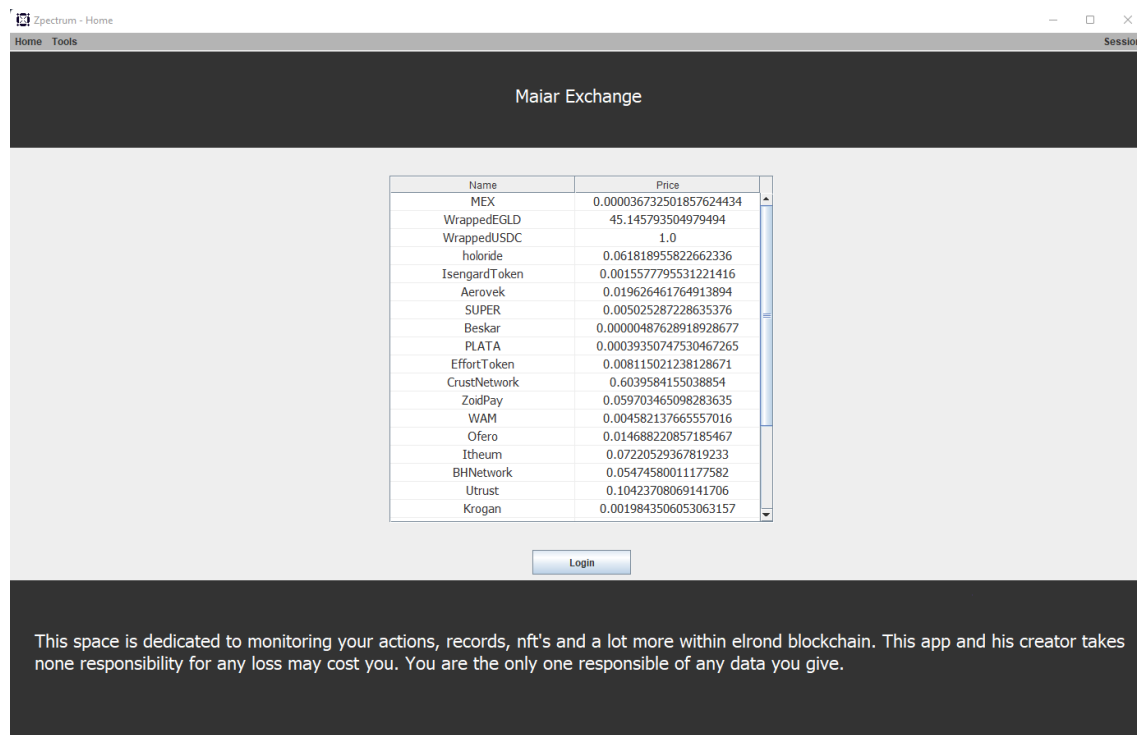 Zpectrum - Home
Home Tools Session
Maiar Exchange
Name Price
MEX 0.000036732501857624434
WrappedEGLD 45.145793504979494
WrappedUSDC 1.0
holoride 0.061818955822662336
IsengardToken 0.0015577795531221416
Aerovek 0.019626461764913894
SUPER 0.005025287228635376
Beskar 0.00000487628918928677
PLATA 0.00039350747530467265
EffortToken 0.008115021238128671
CrustNetwork 0.6039584155038854
ZoidPay 0.059703465098283635
WAM 0.004582137665557016
Ofero 0.014688220857185467
Itheum 0.07220529367819233
BHNetwork 0.05474580011177582
Utrust 0.10423708069141706
Krogan 0.0019843506053063157
Login
This space is dedicated to monitoring your actions, records, nft's and a lot more within elrond blockchain. This app and his creator takes
none responsibility for any loss may cost you. You are the only one responsible of any data you give.